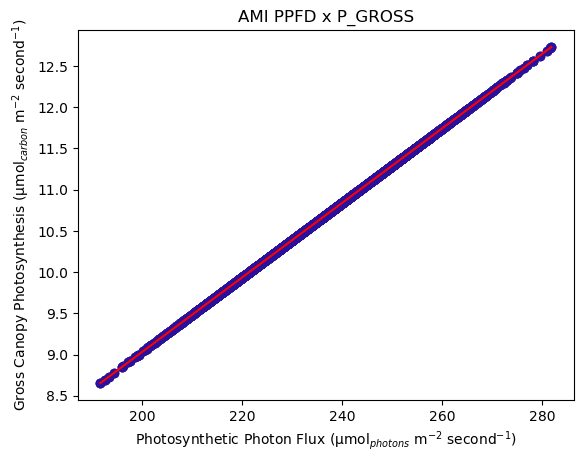 AMI PPFD x P_GROSS
Gross Canopy Photosynthesis (μmol_carbon m⁻² second⁻¹)
12.5
12.0
11.5
11.0
10.5
10.0
9.5
9.0
8.5
200 220 240 260 280
Photosynthetic Photon Flux (μmol_photons m⁻² second⁻¹)